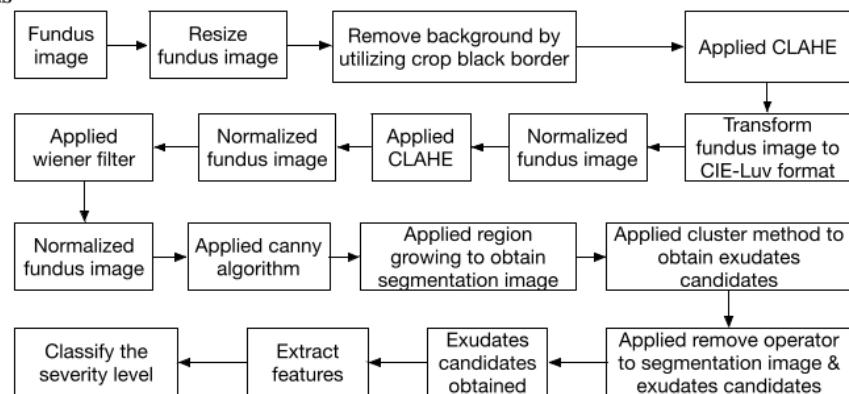 Fundus
image
Resize
fundus image
Remove background by
utilizing crop black border
Applied CLAHE
Transform
fundus image to
CIE-Luv format
Normalized
fundus image
Applied
CLAHE
Normalized
fundus image
Applied
wiener filter
Normalized
fundus image
Applied canny
algorithm
Applied region
growing to obtain
segmentation image
Applied cluster method to
obtain exudates
candidates
Applied remove operator
to segmentation image &
exudates candidates
Exudates
candidates
obtained
Extract
features
Classify the
severity level